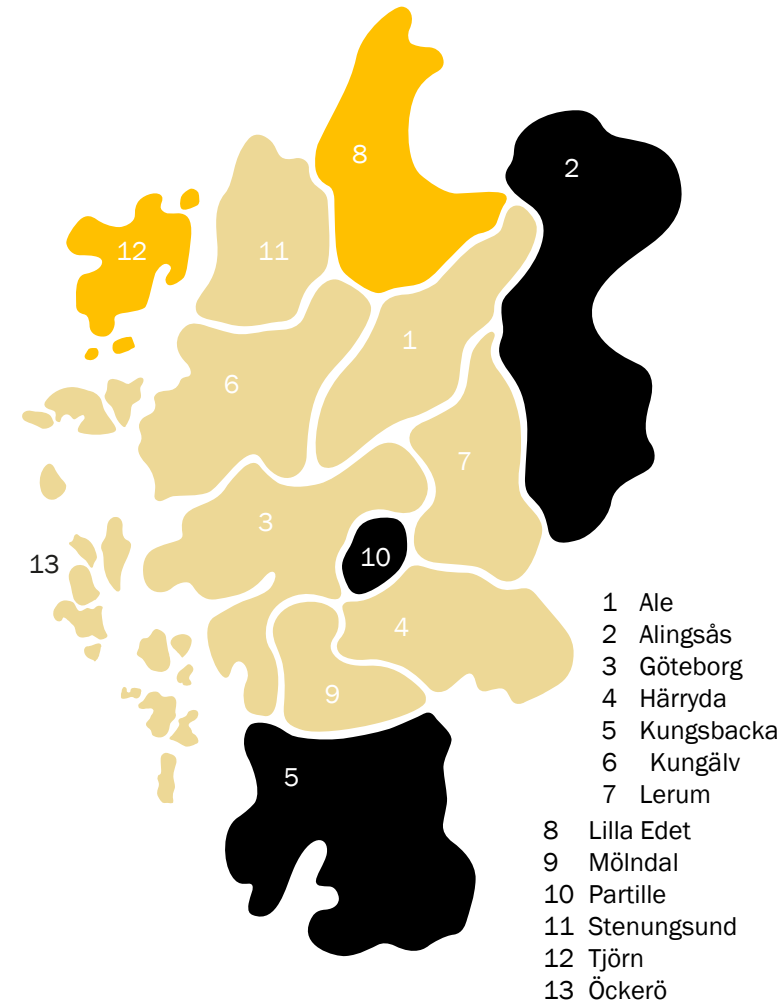 8
2
12
11
1
6
7
3
10
13
4
9
5
1 Ale
2 Alingsås
3 Göteborg
4 Härryda
5 Kungsbacka
6 Kungälv
7 Lerum
8 Lilla Edet
9 Mölndal
10 Partille
11 Stenungsund
12 Tjörn
13 Öckerö